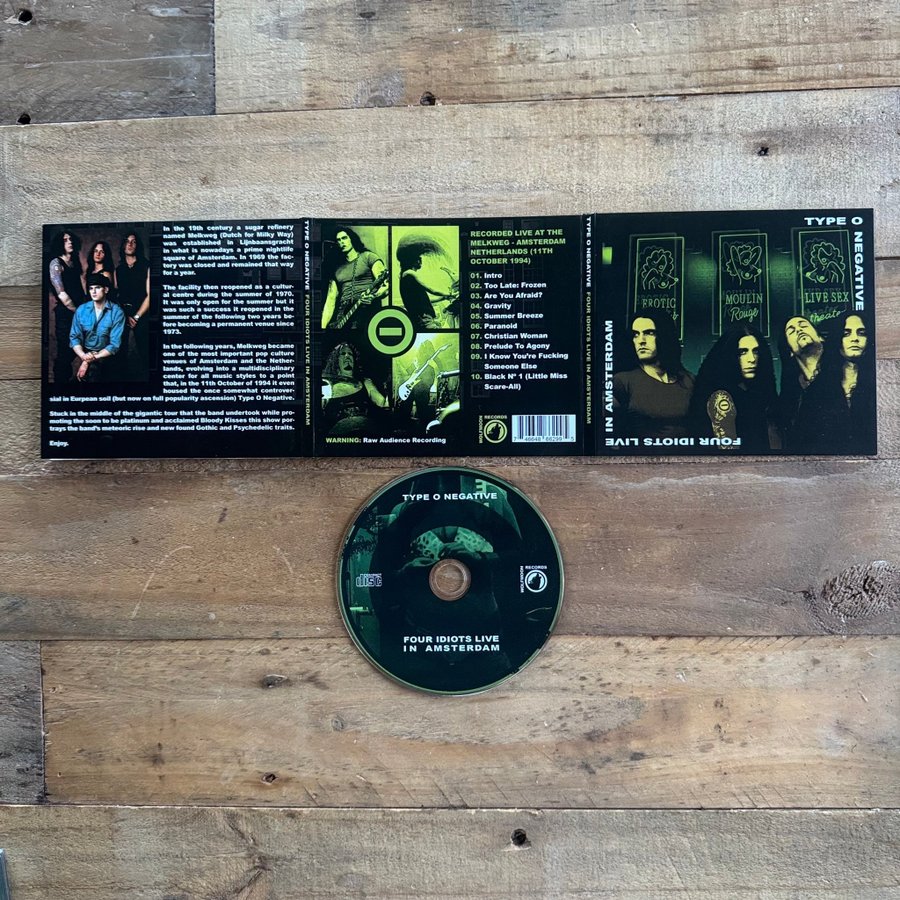 In the 19th century a sugar refinery
named Melkweg (Dutch for Milky Way)
was established in Lijnbaansgracht
in what is nowadays a prime nightlife
square of Amsterdam. In 1969 the fac-
tory was closed and remained that way
for a year.
The facility then reopened as a cultur-
al centre during the summer of 1970.
It was only open for the summer but it
was such a success it reopened in the
summer of the following two years be-
fore becoming a permanent venue since
1973.
In the following years, Melkweg became
one of the most important pop culture
venues of Amsterdam and the Nether-
lands, evolving into a multidisciplinary
center for all music styles to a point
that, in the 11th October of 1994 it even
housed the once somewhat controver-
sial in Eurpean soil (but now on full popularity ascension) Type O Negative.
Stuck in the middle of the gigantic tour that the band undertook while pro-
moting the soon to be platinum and acclaimed Bloody Kisses this show por-
trays the band's meteoric rise and new found Gothic and Psychedelic traits.
Enjoy.
TYPE O NEGATIVE FOUR IDIOTS LIVE IN AMSTERDAM
WARNING: Raw Audience Recording
RECORDED LIVE AT THE
MELKWEG - AMSTERDAM
NETHERLANDS (11TH
OCTOBER 1994)
01. Intro
02. Too Late: Frozen
03. Are You Afraid?
04. Gravity
05. Summer Breeze
06. Paranoid
07. Christian Woman
08. Prelude To Agony
09. I Know You're Fucking
Someone Else
10. Black Nº 1 (Little Miss
Scare-All)
RECORDS
TYPE O NEGATIVE FOUR IDIOTS LIVE IN AMSTERDAM
TYPE O NEGATIVE
EROTIC
MOULIN
Rouge
LIVE SEX
theatre
FOUR IDIOTS LIVE
IN AMSTERDAM
TYPE O NEGATIVE
disc
RECORDS
FOUR IDIOTS LIVE
IN AMSTERDAM